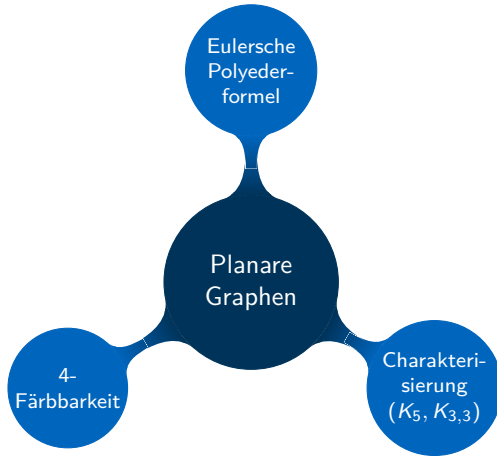 Eulersche
Polyeder-
formel
Planare
Graphen
4-
Färbbarkeit
Charakteri-
sierung
(K₅, K₃,₃)